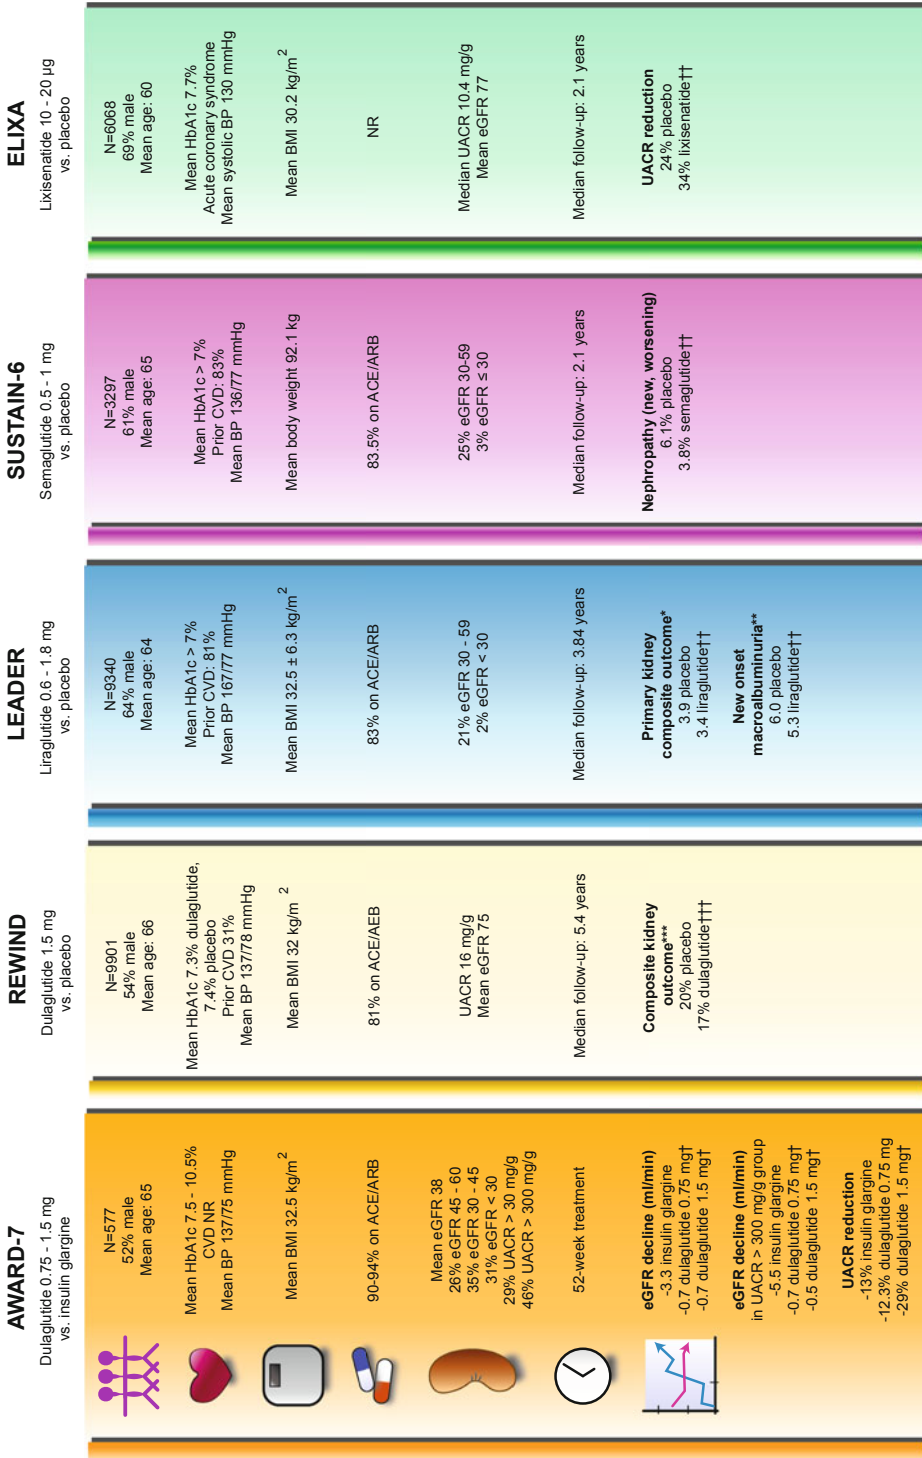 AWARD-7
Dulaglutide 0.75 - 1.5 mg
vs. insulin glargine
N=577
52% male
Mean age: 65
Mean HbA1c 7.5 - 10.5%
CVD NR
Mean BP 137/75 mmHg
Mean BMI 32.5 kg/m²
90-94% on ACE/ARB
Mean eGFR 38
26% eGFR 45 - 60
35% eGFR 30 - 45
31% eGFR < 30
29% UACR > 30 mg/g
46% UACR > 300 mg/g
52-week treatment
eGFR decline (ml/min)
-3.3 insulin glargine
-0.7 dulaglutide 0.75 mg†
-0.7 dulaglutide 1.5 mg†
eGFR decline (ml/min)
in UACR > 300 mg/g group
-5.5 insulin glargine
-0.7 dulaglutide 0.75 mg†
-0.5 dulaglutide 1.5 mg†
UACR reduction
-13% insulin glargine
-12.3% dulaglutide 0.75 mg
-29% dulaglutide 1.5 mg†
REWIND
Dulaglutide 1.5 mg
vs. placebo
N=9901
54% male
Mean age: 66
Mean HbA1c 7.3% dulaglutide,
7.4% placebo
Prior CVD 31%
Mean BP 137/78 mmHg
Mean BMI 32 kg/m ²
81% on ACE/AEB
UACR 16 mg/g
Mean eGFR 75
Median follow-up: 5.4 years
Composite kidney
outcome***
20% placebo
17% dulaglutide†††
LEADER
Liraglutide 0.6 - 1.8 mg
vs. placebo
N=9340
64% male
Mean age: 64
Mean HbA1c > 7%
Prior CVD: 81%
Mean BP 167/77 mmHg
Mean BMI 32.5 ± 6.3 kg/m²
83% on ACE/ARB
21% eGFR 30 - 59
2% eGFR < 30
Median follow-up: 3.84 years
Primary kidney
composite outcome*
3.9 placebo
3.4 liraglutide††
New onset
macroalbuminuria**
6.0 placebo
5.3 liraglutide††
SUSTAIN-6
Semaglutide 0.5 - 1 mg
vs. placebo
N=3297
61% male
Mean age: 65
Mean HbA1c > 7%
Prior CVD: 83%
Mean BP 136/77 mmHg
Mean body weight 92.1 kg
83.5% on ACE/ARB
25% eGFR 30-59
3% eGFR ≤ 30
Median follow-up: 2.1 years
Nephropathy (new, worsening)
6.1% placebo
3.8% semaglutide††
ELIXA
Lixisenatide 10 - 20 µg
vs. placebo
N=6068
69% male
Mean age: 60
Mean HbA1c 7.7%
Acute coronary syndrome
Mean systolic BP 130 mmHg
Mean BMI 30.2 kg/m²
NR
Median UACR 10.4 mg/g
Mean eGFR 77
Median follow-up: 2.1 years
UACR reduction
24% placebo
34% lixisenatide††